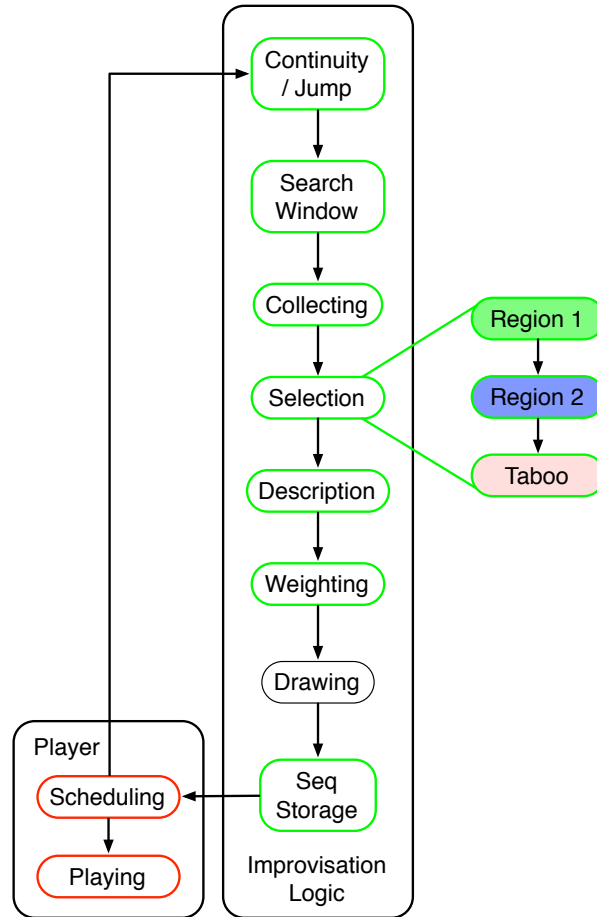 Continuity
/ Jump
Search
Window
Collecting
Selection
Description
Weighting
Drawing
Seq
Storage
Improvisation
Logic
Region 1
Region 2
Taboo
Player
Scheduling
Playing